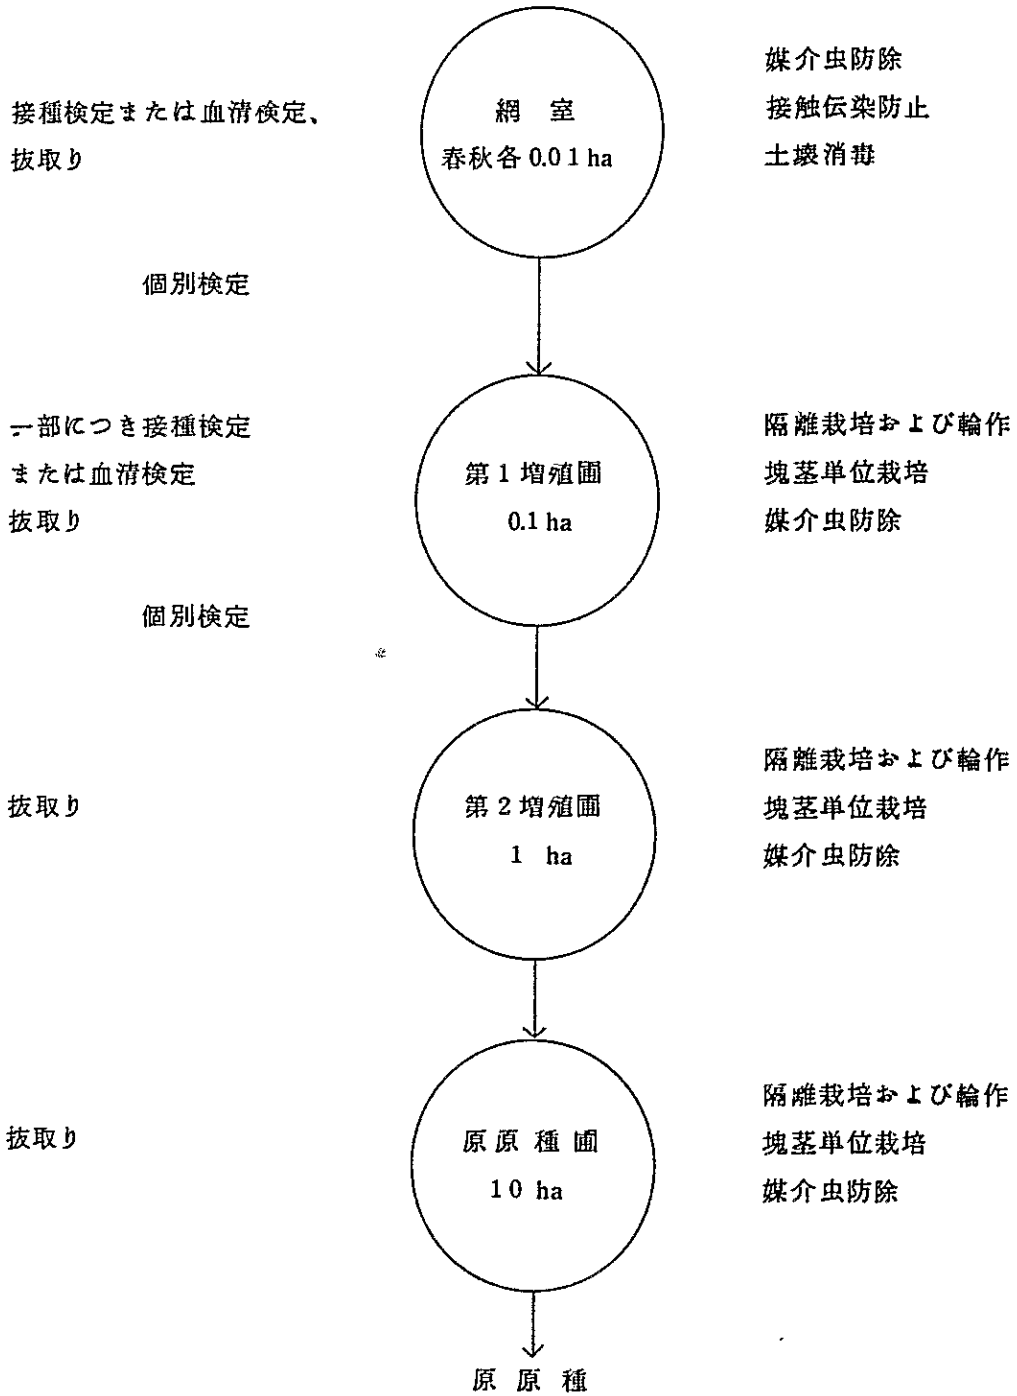 接種検定または血清検定、
抜取り
網 室
春秋各0.01ha
媒介虫防除
接触伝染防止
土壌消毒
個別検定
一部につき接種検定
または血清検定
抜取り
第1増殖圃
0.1ha
隔離栽培および輪作
塊茎単位栽培
媒介虫防除
個別検定
抜取り
第2増殖圃
1 ha
隔離栽培および輪作
塊茎単位栽培
媒介虫防除
抜取り
原原種圃
10 ha
隔離栽培および輪作
塊茎単位栽培
媒介虫防除
原原種